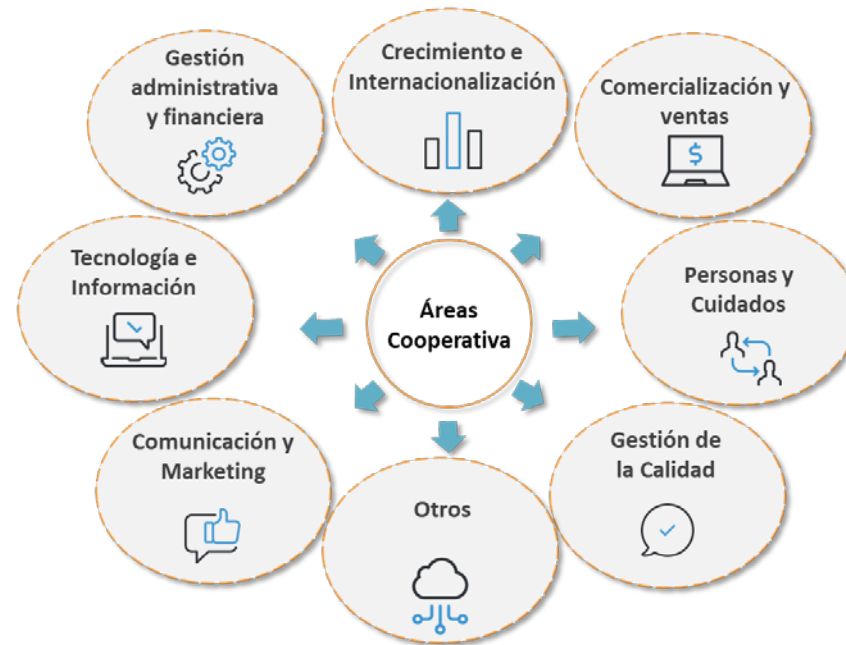 Gestión
administrativa
y financiera
Crecimiento e
Internacionalización
Comercialización y
ventas
$
Tecnología e
Información
Áreas
Cooperativa
Personas y
Cuidados
Comunicación y
Marketing
Otros
Gestión de
la Calidad